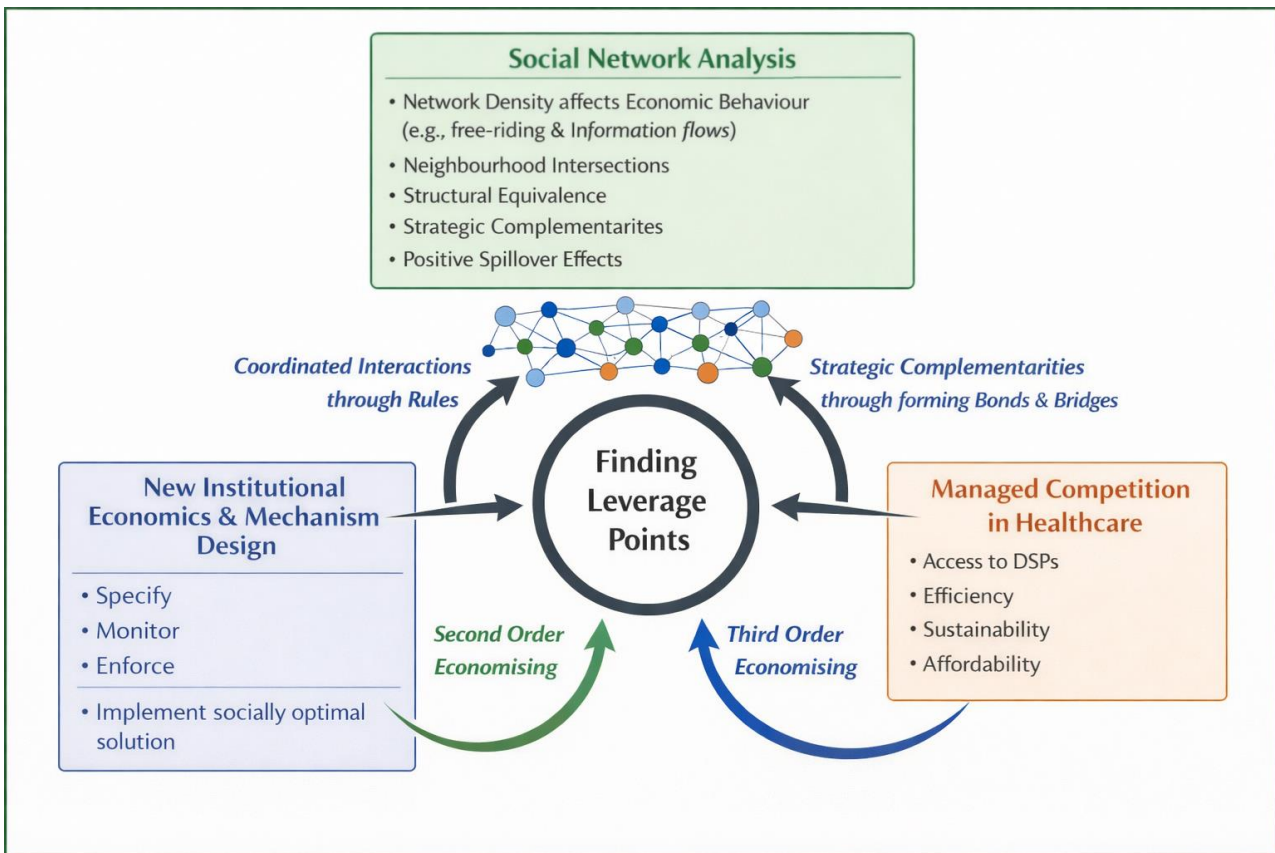 Social Network Analysis
• Network Density affects Economic Behaviour
(e.g., free-riding & Information flows)
• Neighbourhood Intersections
• Structural Equivalence
• Strategic Complementarites
• Positive Spillover Effects
Coordinated Interactions
through Rules
Strategic Complementarities
through forming Bonds & Bridges
New Institutional
Economics & Mechanism
Design
• Specify
• Monitor
• Enforce
• Implement socially optimal
solution
Finding
Leverage
Points
Managed Competition
in Healthcare
• Access to DSPs
• Efficiency
• Sustainability
• Affordability
Second Order
Economising
Third Order
Economising